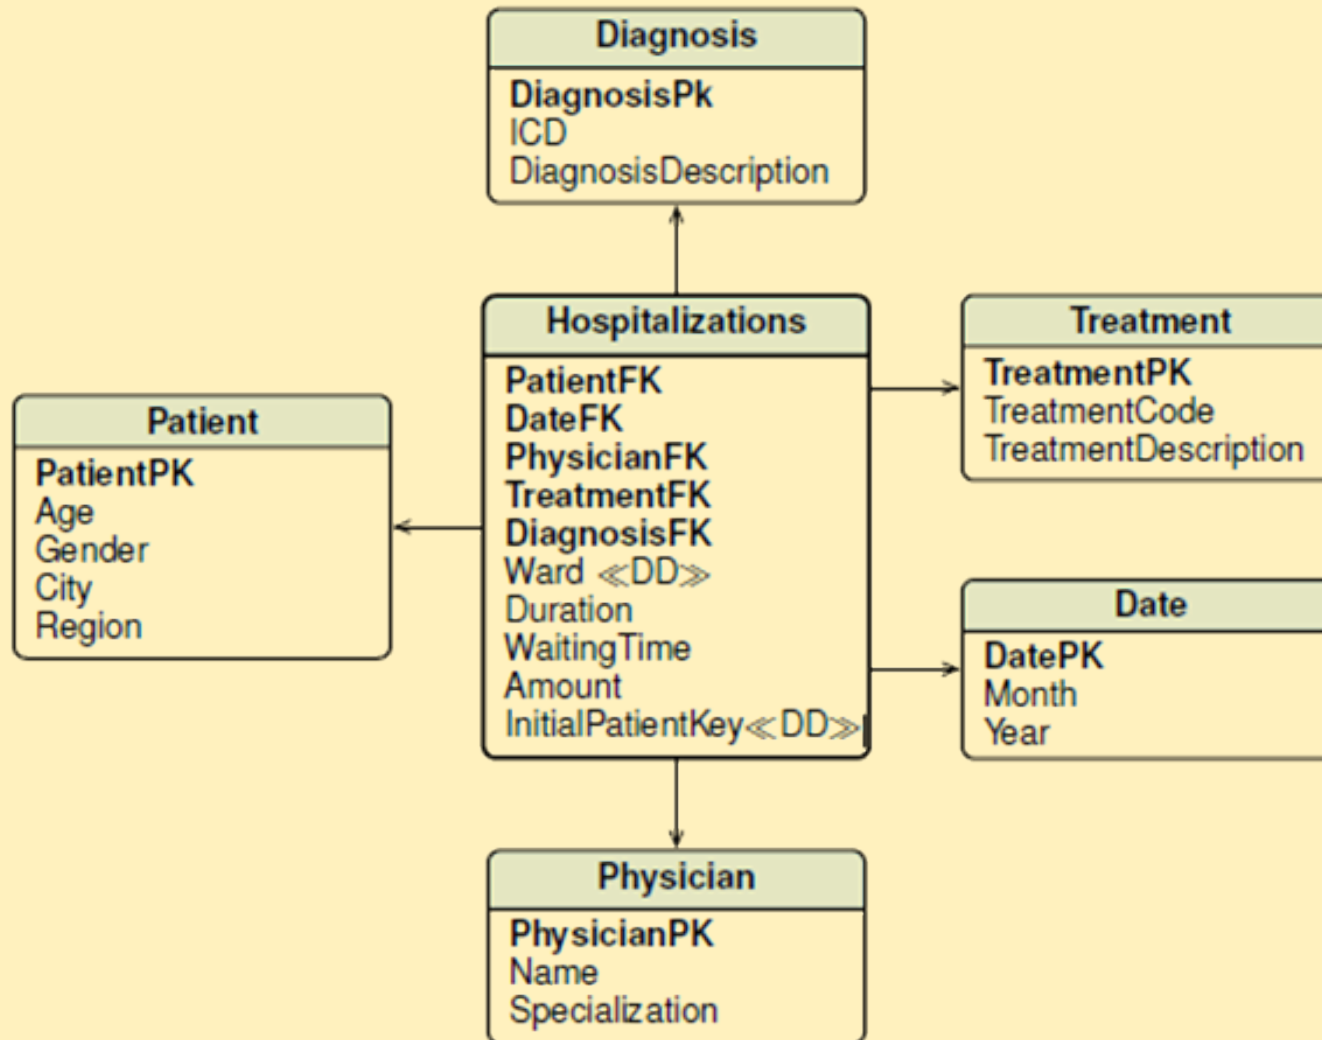 Diagnosis
DiagnosisPk
ICD
DiagnosisDescription
Hospitalizations
PatientFK
DateFK
PhysicianFK
TreatmentFK
DiagnosisFK
Ward ≪DD≫
Duration
WaitingTime
Amount
InitialPatientKey≪DD≫
Treatment
TreatmentPK
TreatmentCode
TreatmentDescription
Patient
PatientPK
Age
Gender
City
Region
Date
DatePK
Month
Year
Physician
PhysicianPK
Name
Specialization